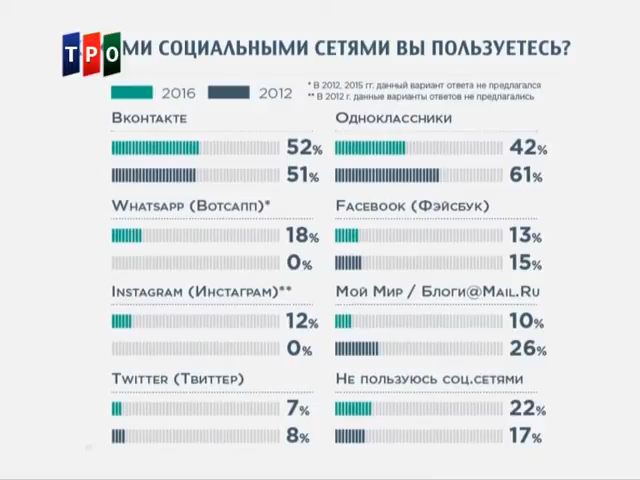 ТРО
МИ СОЦИАЛЬНЫМИ СЕТЯМИ ВЫ ПОЛЬЗУЕТЕСЬ?
2016 2012
* В 2012, 2015 гг. данный вариант ответа не предлагался
** В 2012 г. данные варианты ответов не предлагались
Вконтакте
52%
51%
Одноклассники
42%
61%
Whatsapp (Вотсапп)*
18%
0%
Facebook (Фэйсбук)
13%
15%
Instagram (Инстаграм)**
12%
0%
Мой Мир / Блоги@Mail.Ru
10%
26%
Twitter (Твиттер)
7%
8%
Не пользуюсь соц.сетями
22%
17%